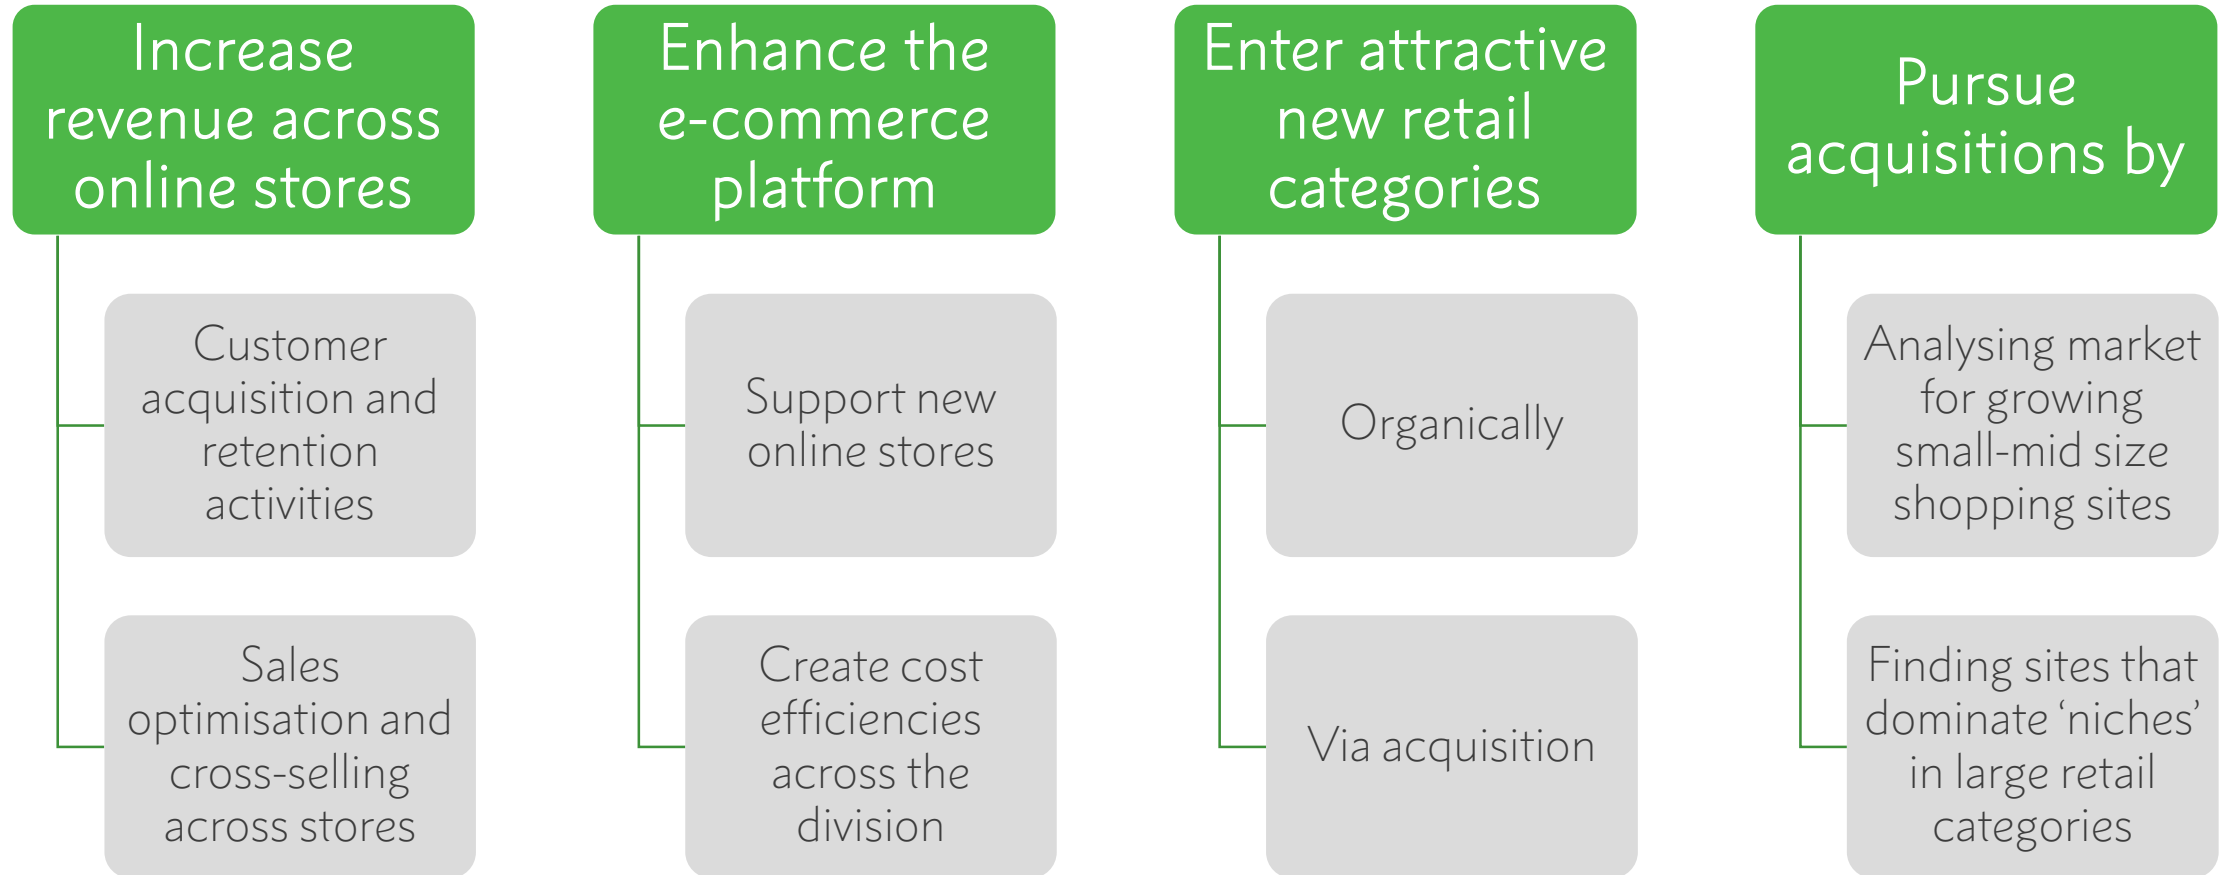 Increase
revenue across
online stores
Customer
acquisition and
retention
activities
Sales
optimisation and
cross-selling
across stores
Enhance the
e-commerce
platform
Support new
online stores
Create cost
efficiencies
across the
division
Enter attractive
new retail
categories
Organically
Via acquisition
Pursue
acquisitions by
Analysing market
for growing
small-mid size
shopping sites
Finding sites that
dominate ‘niches’
in large retail
categories